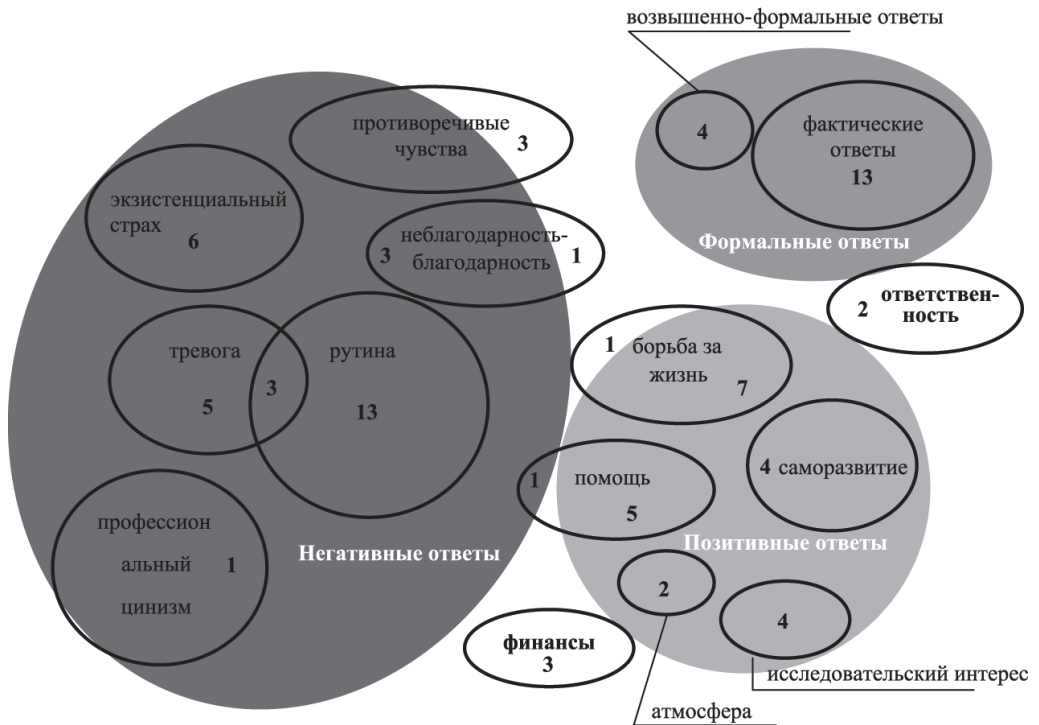 возвышенно-формальные ответы
4
фактические
ответы
13
Формальные ответы
противоречивые
чувства 3
экзистенциальный
страх 6
3 неблагодарность-
благодарность 1
2 ответствен-
ность
тревога
5
3
рутина
13
1 борьба за
жизнь 7
4 саморазвитие
1 помощь
5
Позитивные ответы
профессион
альный 1
цинизм
Негативные ответы
2
4
финансы
3
исследовательский интерес
атмосфера